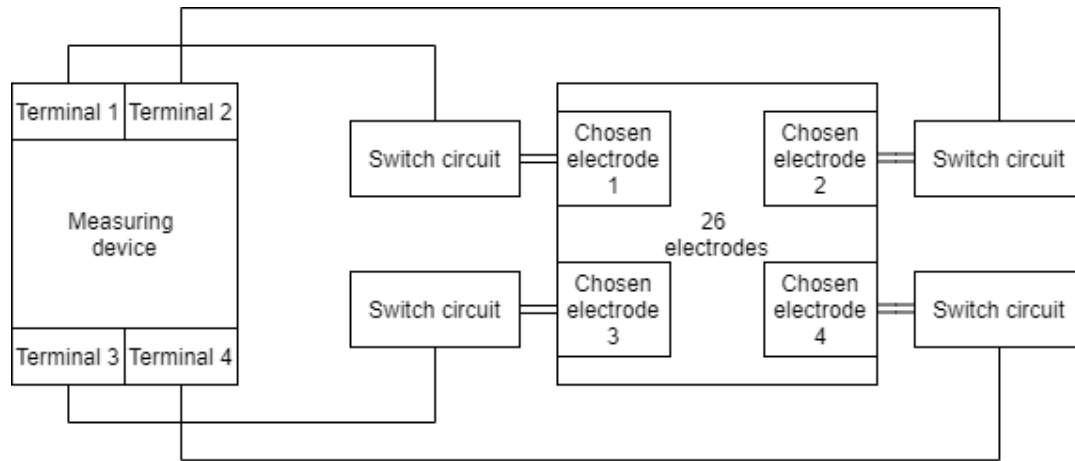 Terminal 1
Terminal 2
Switch circuit
Chosen
electrode
1
Chosen
electrode
2
Switch circuit
Measuring
device
26
electrodes
Switch circuit
Chosen
electrode
3
Chosen
electrode
4
Switch circuit
Terminal 3
Terminal 4